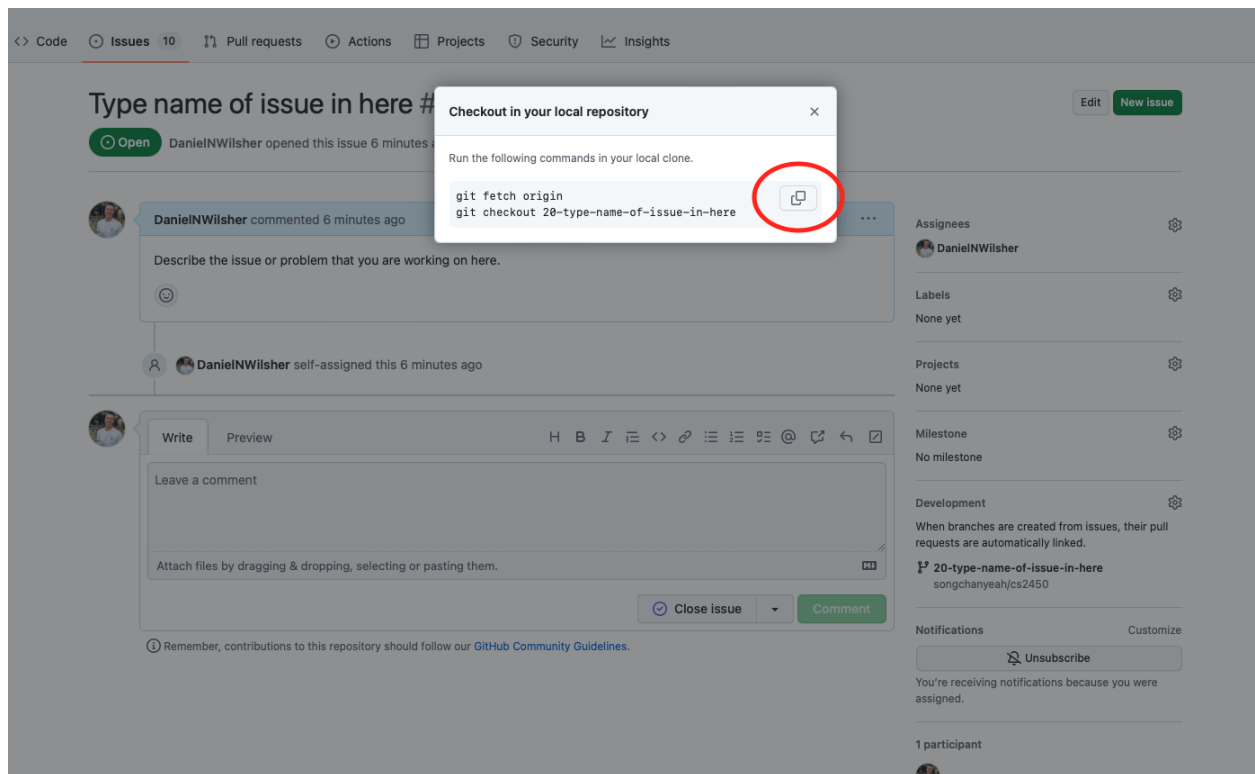 Code Issues 10 Pull requests Actions Projects Security Insights
Type name of issue in here #
Edit New issue
Open DanielNWilsher opened this issue 6 minutes
Checkout in your local repository
Run the following commands in your local clone.
git fetch origin
git checkout 20-type-name-of-issue-in-here
DanielNWilsher commented 6 minutes ago
Describe the issue or problem that you are working on here.
DanielNWilsher self-assigned this 6 minutes ago
Write Preview
Leave a comment
Attach files by dragging & dropping, selecting or pasting them.
Close issue Comment
Remember, contributions to this repository should follow our GitHub Community Guidelines.
Assignees
DanielNWilsher
Labels
None yet
Projects
None yet
Milestone
No milestone
Development
When branches are created from issues, their pull
requests are automatically linked.
20-type-name-of-issue-in-here
songchanyeah/cs2450
Notifications Customize
Unsubscribe
You're receiving notifications because you were
assigned.
1 participant